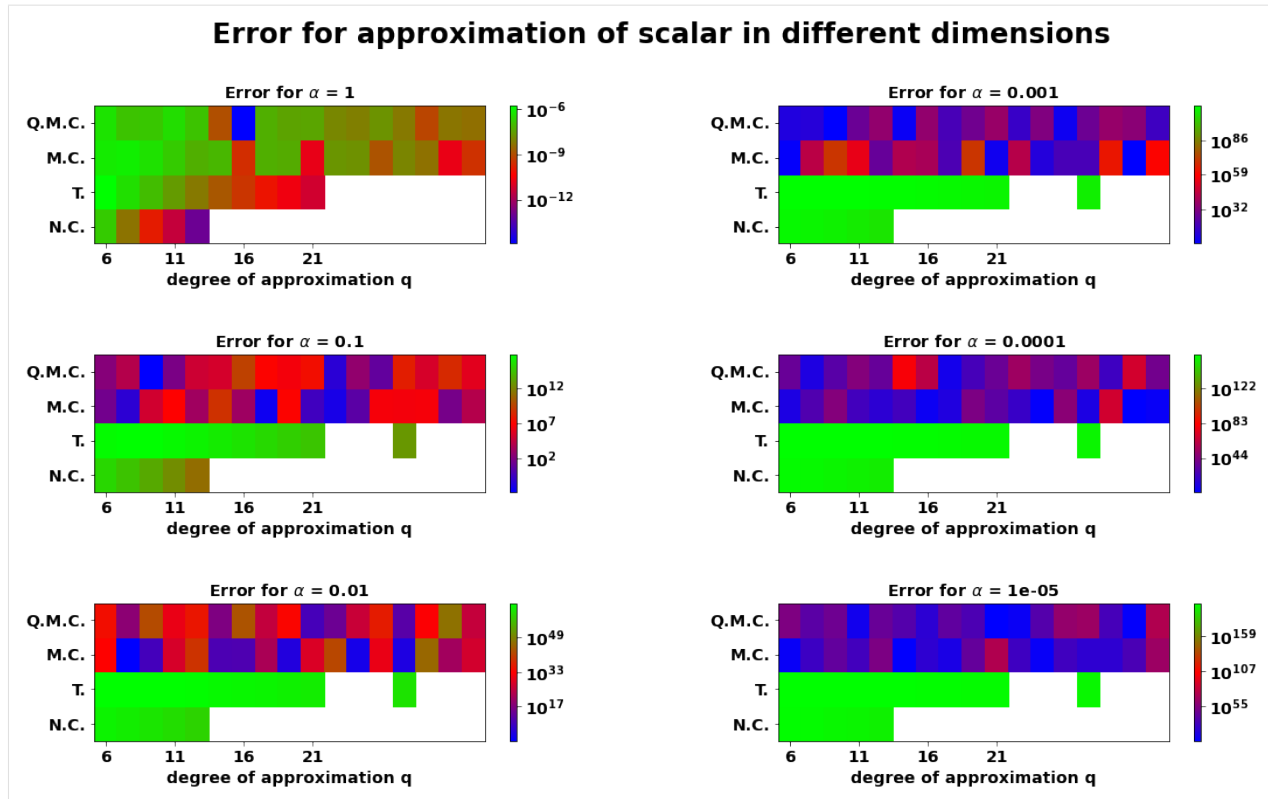 Error for approximation of scalar in different dimensions
Error for α = 1
Q.M.C.
M.C.
T.
N.C.
6 11 16 21
degree of approximation q
10^-6
10^-9
10^-12
Error for α = 0.001
Q.M.C.
M.C.
T.
N.C.
6 11 16 21
degree of approximation q
10^86
10^59
10^32
Error for α = 0.1
Q.M.C.
M.C.
T.
N.C.
6 11 16 21
degree of approximation q
10^12
10^7
10^2
Error for α = 0.0001
Q.M.C.
M.C.
T.
N.C.
6 11 16 21
degree of approximation q
10^122
10^83
10^44
Error for α = 0.01
Q.M.C.
M.C.
T.
N.C.
6 11 16 21
degree of approximation q
10^49
10^33
10^17
Error for α = 1e-05
Q.M.C.
M.C.
T.
N.C.
6 11 16 21
degree of approximation q
10^159
10^107
10^55